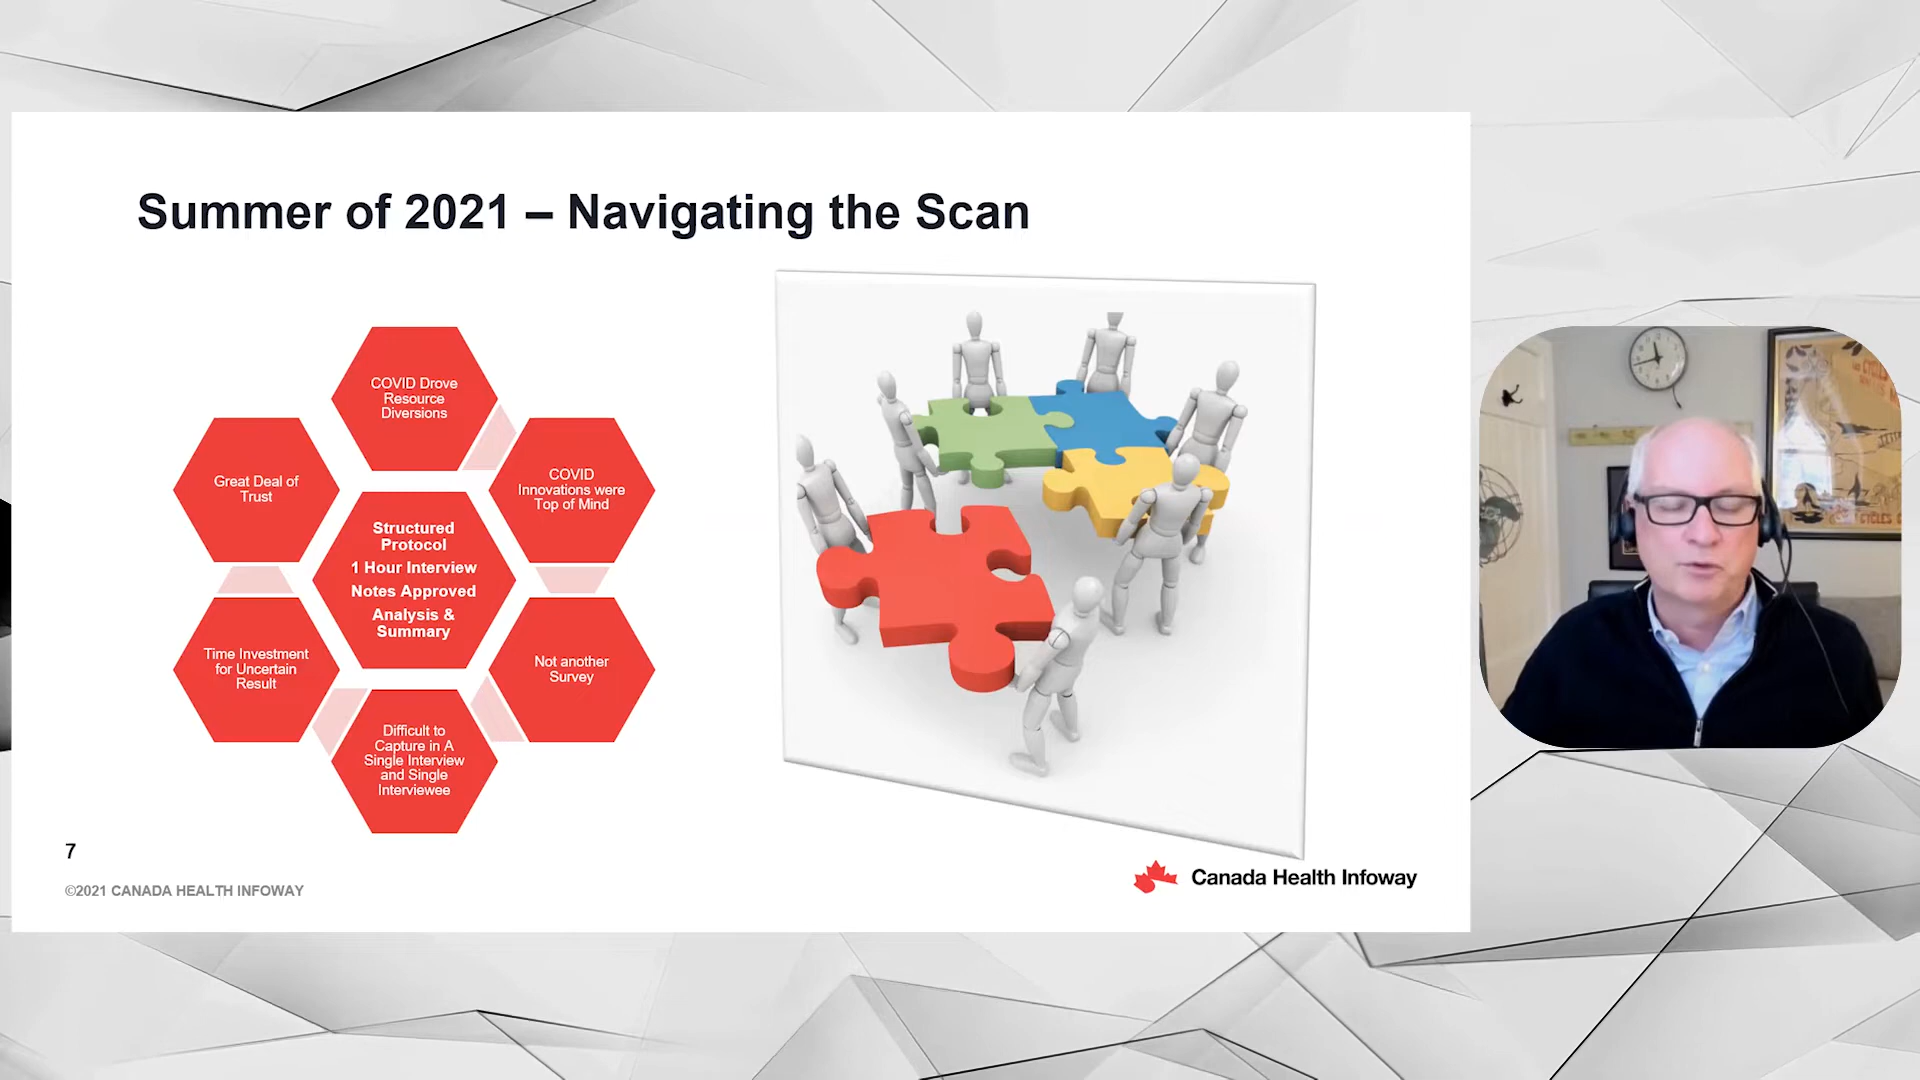 Summer of 2021 – Navigating the Scan
COVID Drove
Resource
Diversions
COVID
Innovations were
Top of Mind
Great Deal of
Trust
Structured
Protocol
1 Hour Interview
Notes Approved
Analysis &
Summary
Time Investment
for Uncertain
Result
Not another
Survey
Difficult to
Capture in A
Single Interview
and Single
Interviewee
7
©2021 CANADA HEALTH INFOWAY
Canada Health Infoway